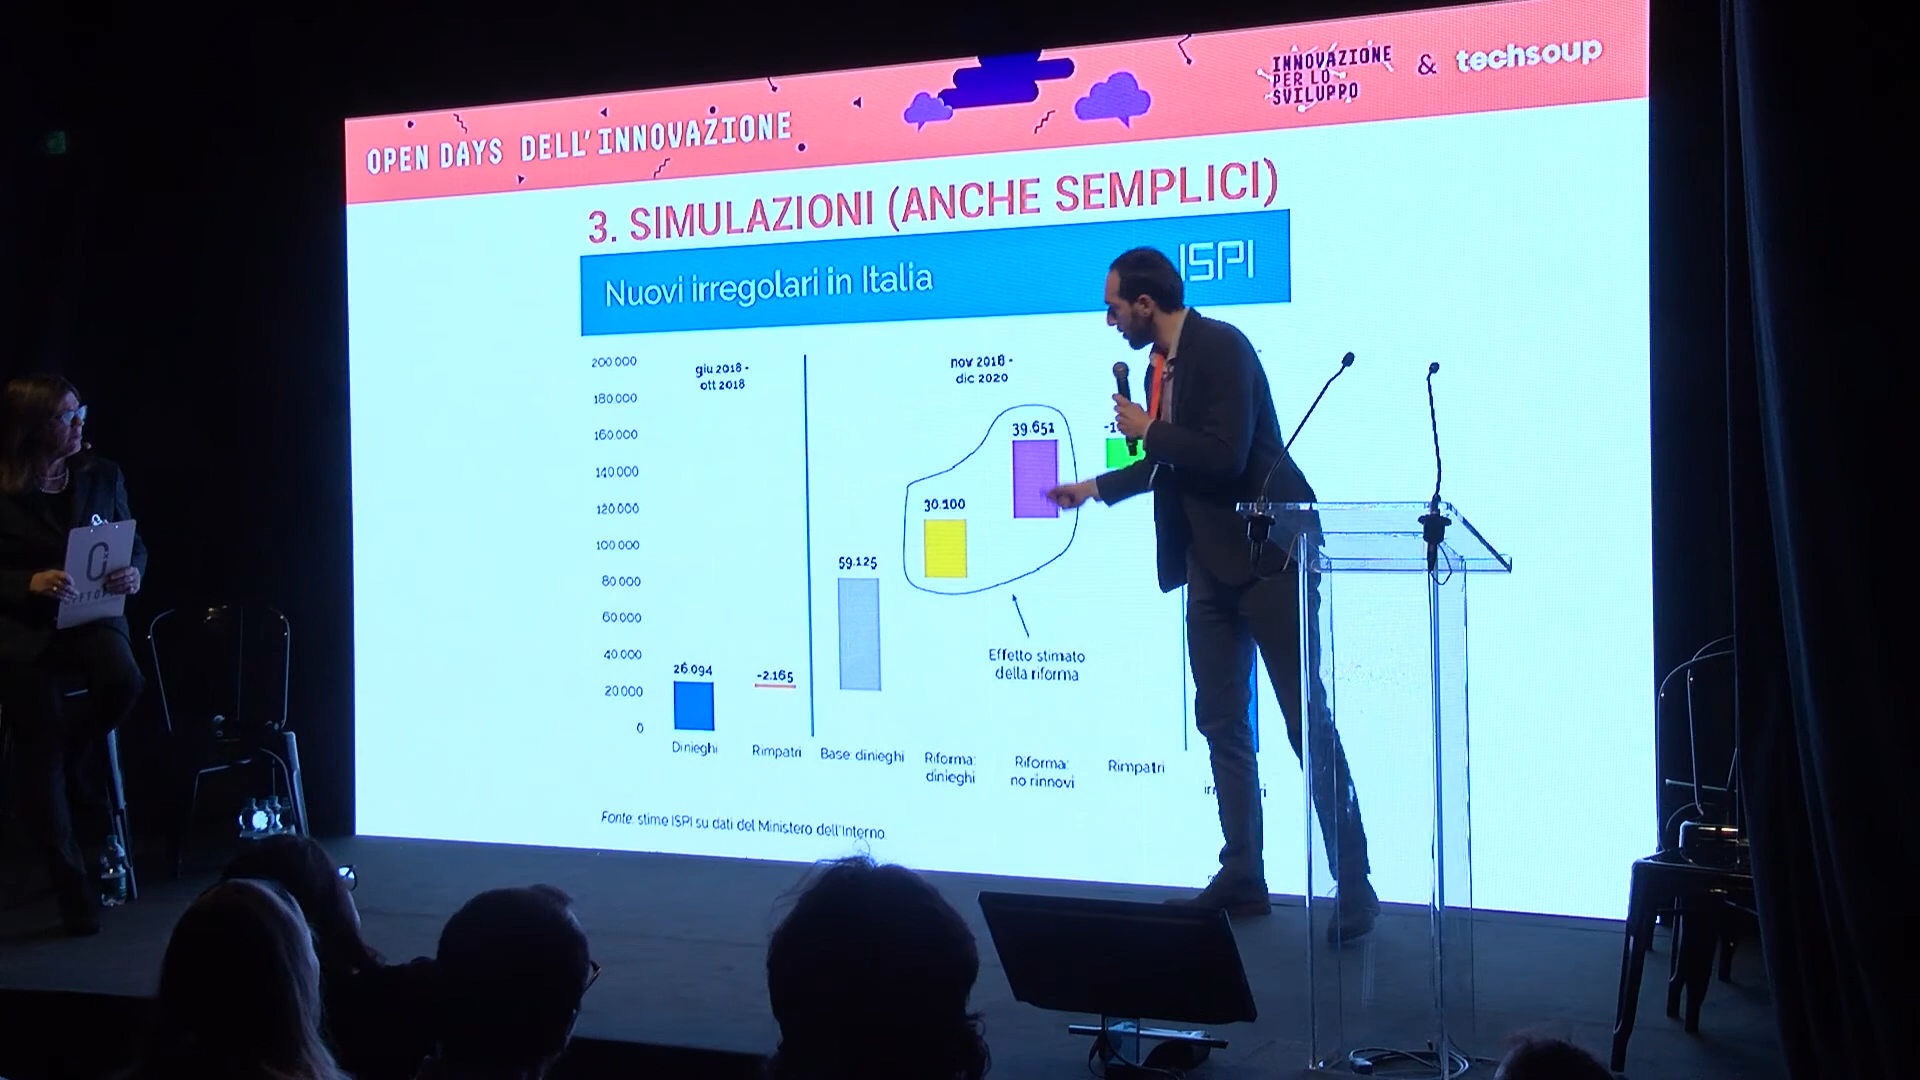 OPEN DAYS DELL'INNOVAZIONE
INNOVAZIONE
PER LO
SVILUPPO
& techsoup
3. SIMULAZIONI (ANCHE SEMPLICI)
Nuovi irregolari in Italia
ISPI
200.000
180.000
160.000
140.000
120.000
100.000
80.000
60.000
40.000
20.000
0
giu 2018 -
ott 2018
nov 2018 -
dic 2020
26.094
-2.165
59.125
30.100
39.651
Effetto stimato
della riforma
Dinieghi
Rimpatri
Base: dinieghi
Riforma:
dinieghi
Riforma:
no rinnovi
Rimpatri
Fonte: stime ISPI su dati del Ministero dell'Interno